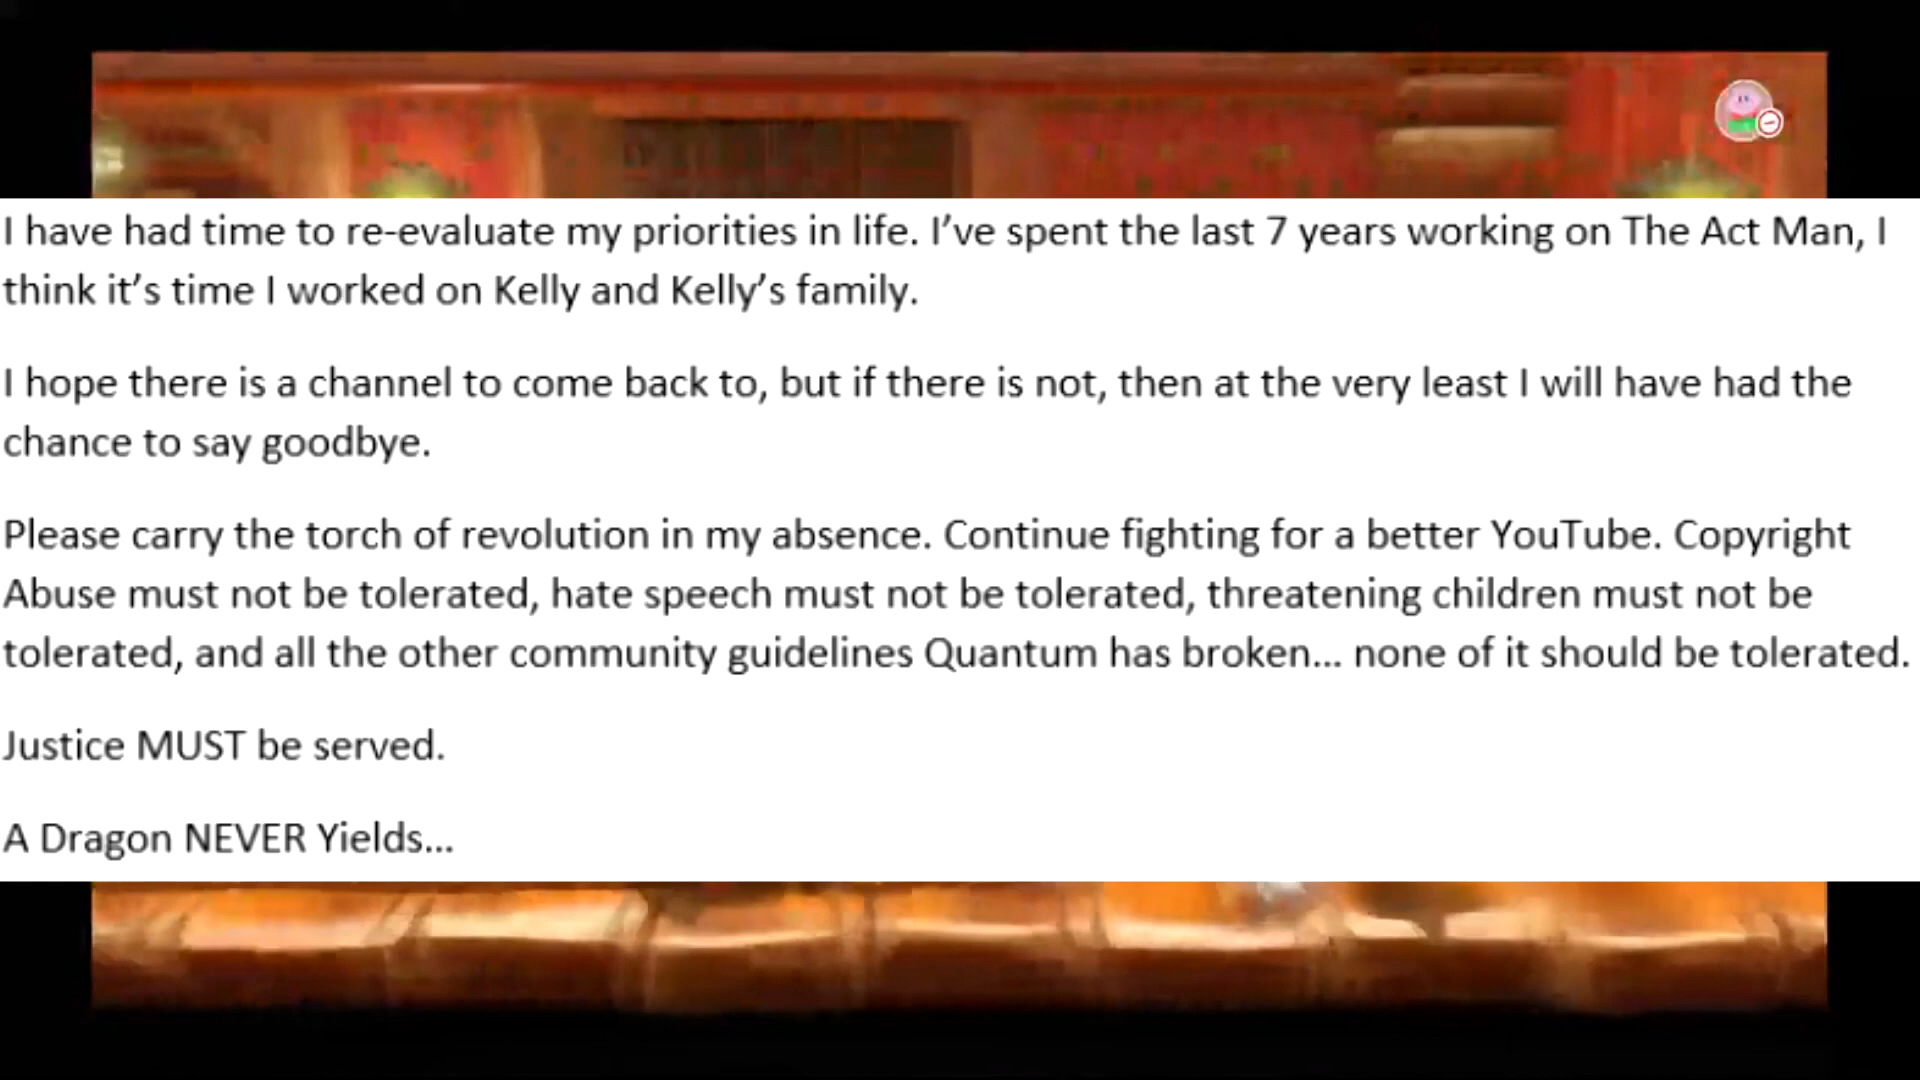 I have had time to re-evaluate my priorities in life. I’ve spent the last 7 years working on The Act Man, I
think it’s time I worked on Kelly and Kelly’s family.
I hope there is a channel to come back to, but if there is not, then at the very least I will have had the
chance to say goodbye.
Please carry the torch of revolution in my absence. Continue fighting for a better YouTube. Copyright
Abuse must not be tolerated, hate speech must not be tolerated, threatening children must not be
tolerated, and all the other community guidelines Quantum has broken... none of it should be tolerated.
Justice MUST be served.
A Dragon NEVER Yields...